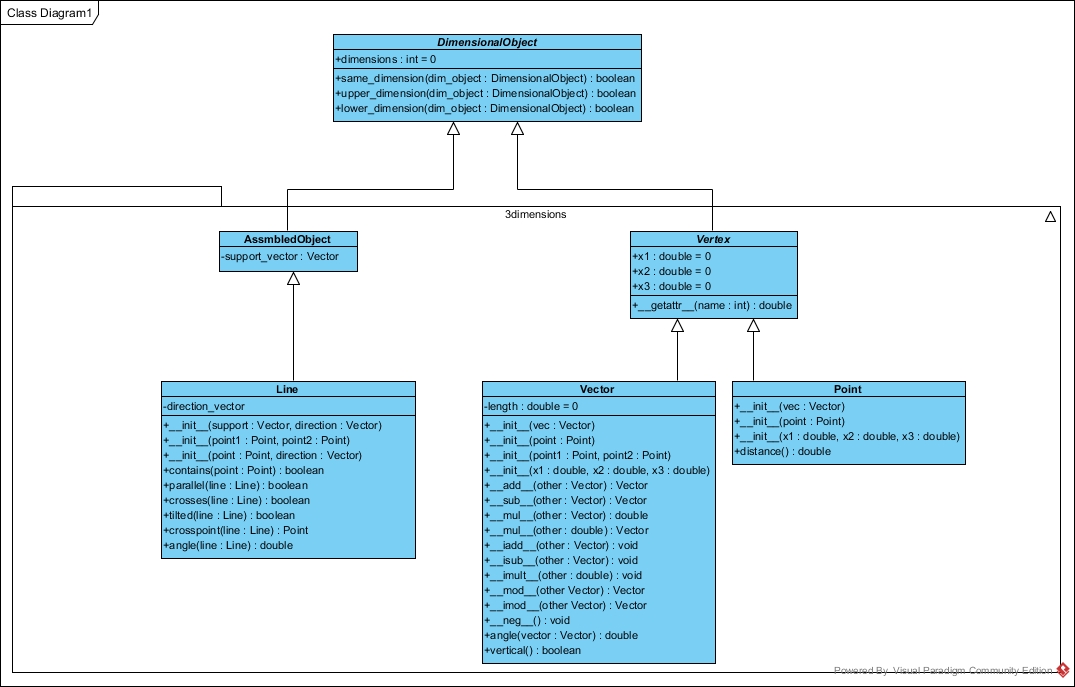 Class Diagram1
DimensionalObject
+dimensions : int = 0
+same_dimension(dim_object : DimensionalObject) : boolean
+upper_dimension(dim_object : DimensionalObject) : boolean
+lower_dimension(dim_object : DimensionalObject) : boolean
3dimensions
AssmbledObject
-support_vector : Vector
Vertex
+x1 : double = 0
+x2 : double = 0
+x3 : double = 0
+__getattr__(name : int) : double
Line
-direction_vector
+__init__(support : Vector, direction : Vector)
+__init__(point1 : Point, point2 : Point)
+__init__(point : Point, direction : Vector)
+contains(point : Point) : boolean
+parallel(line : Line) : boolean
+crosses(line : Line) : boolean
+tilted(line : Line) : boolean
+crosspoint(line : Line) : Point
+angle(line : Line) : double
Vector
-length : double = 0
+__init__(vec : Vector)
+__init__(point : Point)
+__init__(point1 : Point, point2 : Point)
+__init__(x1 : double, x2 : double, x3 : double)
+__add__(other : Vector) : Vector
+__sub__(other : Vector) : Vector
+__mul__(other : Vector) : double
+__mul__(other : double) : Vector
+__iadd__(other : Vector) : void
+__isub__(other : Vector) : void
+__imult__(other : double) : void
+__mod__(other Vector) : Vector
+__imod__(other Vector) : Vector
+__neg__() : void
+angle(vector : Vector) : double
+vertical() : boolean
Point
+__init__(vec : Vector)
+__init__(point : Point)
+__init__(x1 : double, x2 : double, x3 : double)
+distance() : double
Powered By Visual Paradigm Community Edition